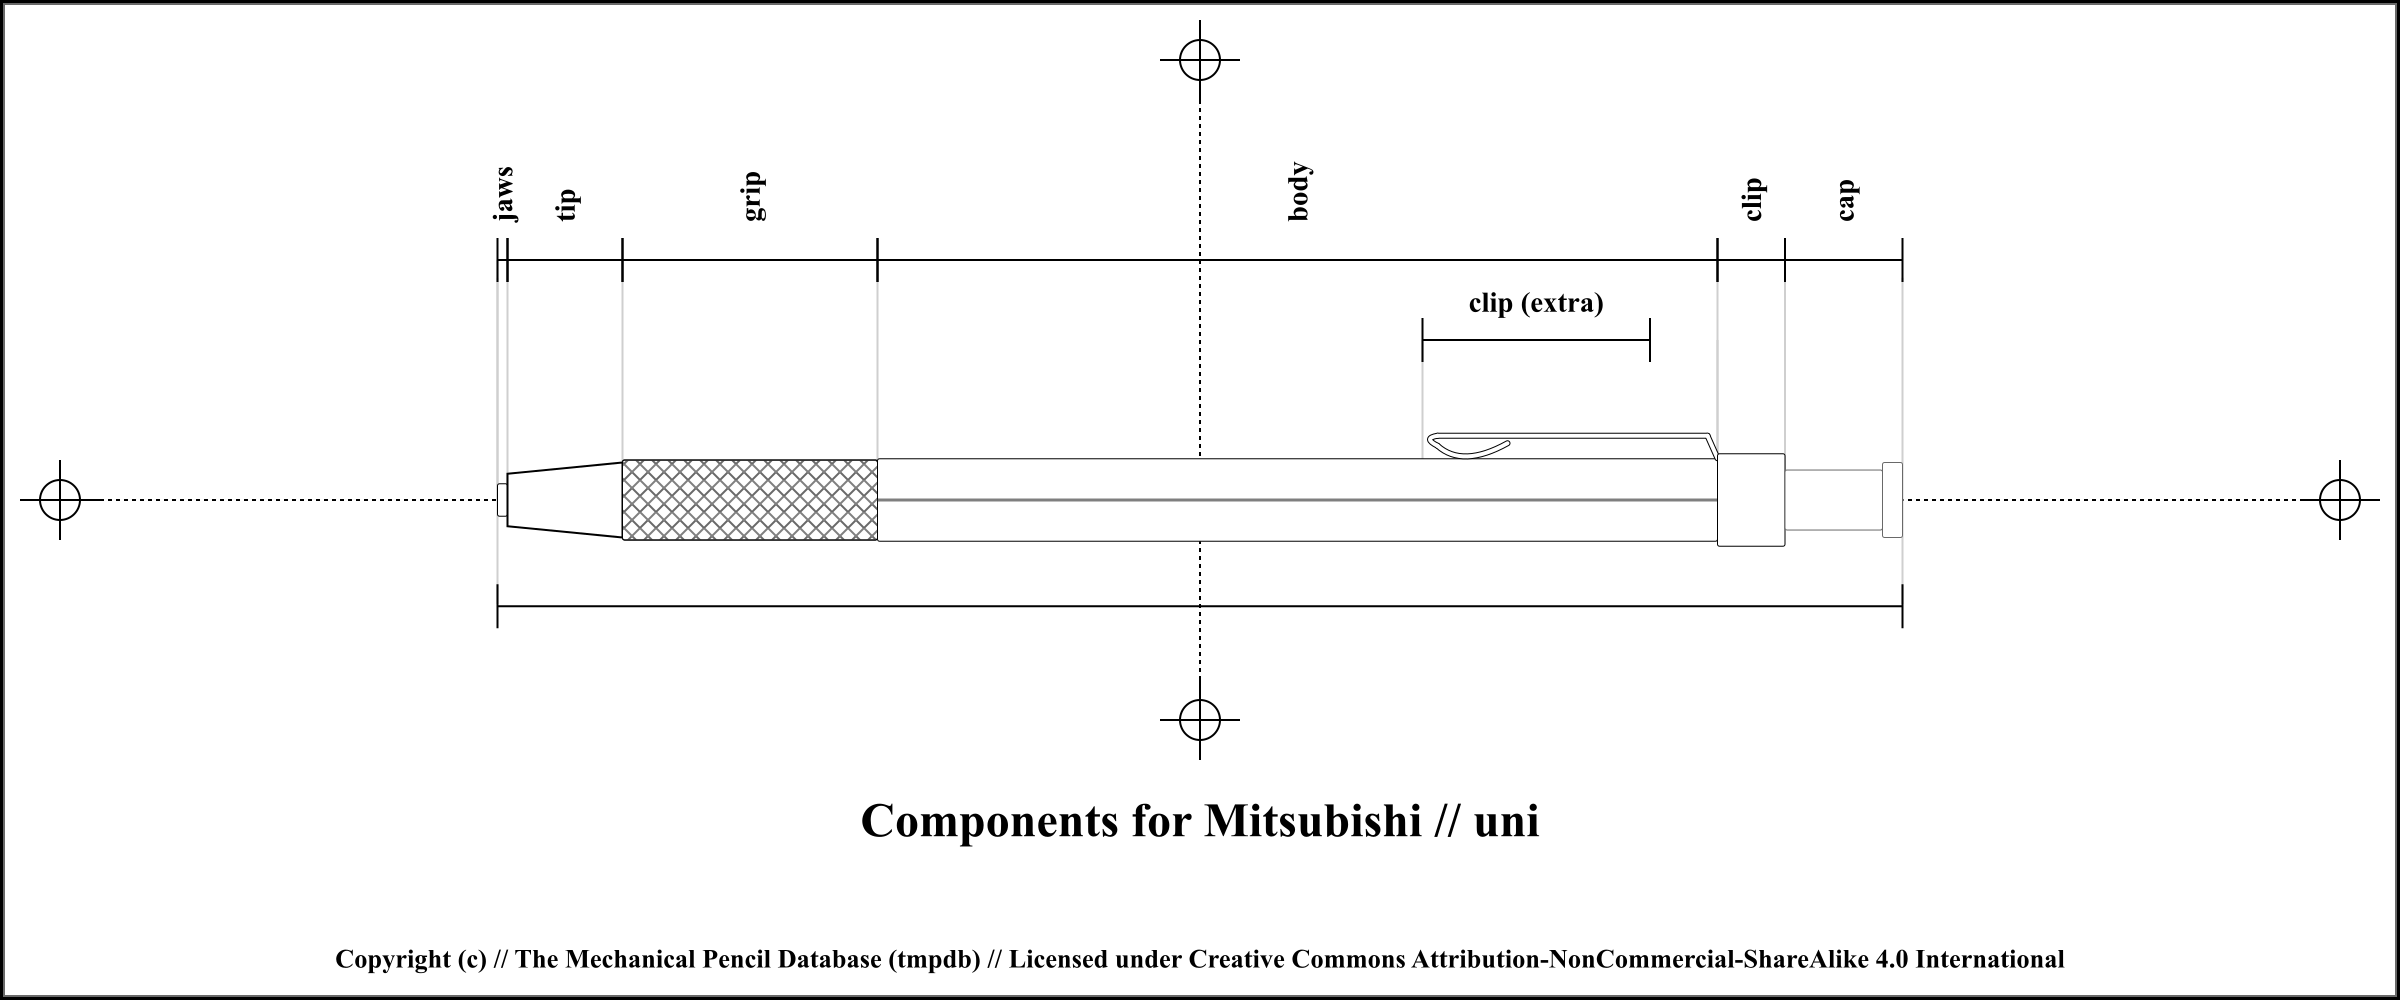 jaws
tip
grip
body
clip
cap
clip (extra)
Components for Mitsubishi // uni
Copyright (c) // The Mechanical Pencil Database (tmpdb) // Licensed under Creative Commons Attribution-NonCommercial-ShareAlike 4.0 International